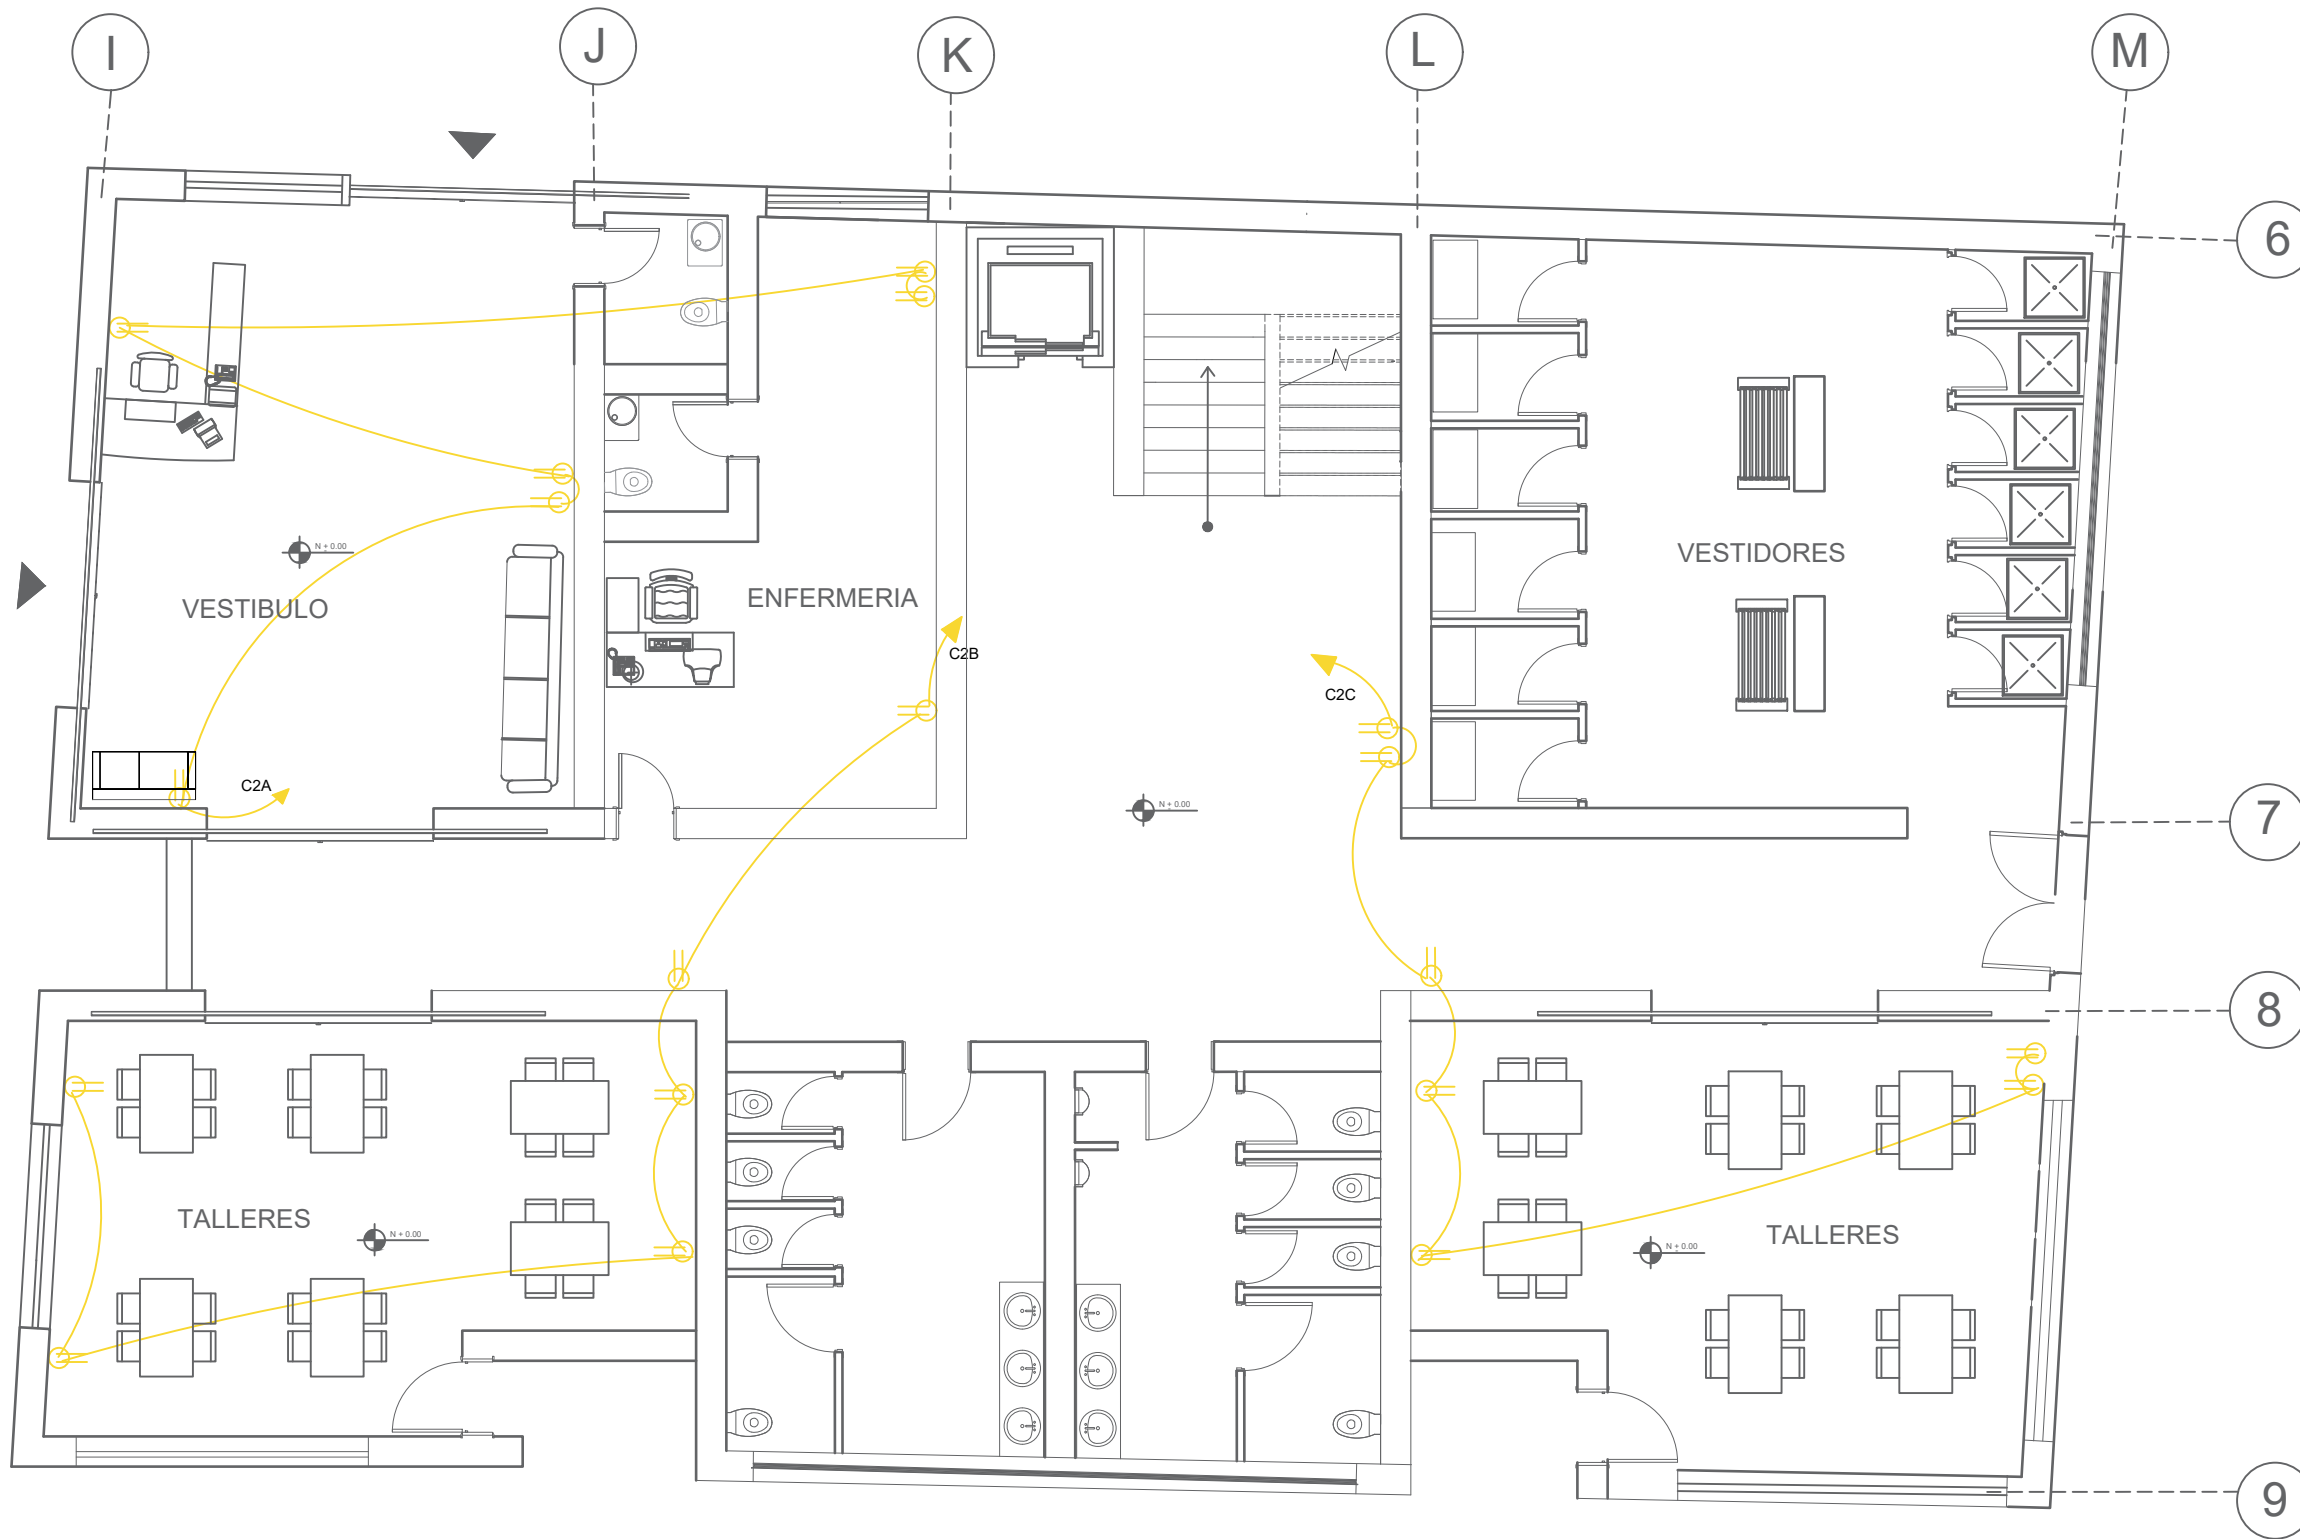 I
J
K
L
M
6
N + 0.00
VESTIBULO
ENFERMERIA
VESTIDORES
C2B
C2C
C2A
N + 0.00
7
8
TALLERES
N + 0.00
N + 0.00
TALLERES
9